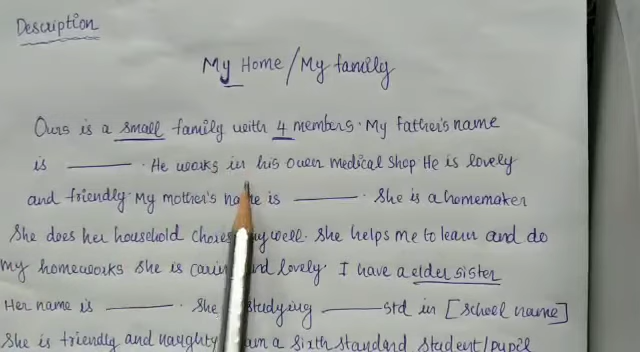 Description
My Home/My family
Ours is a small family with 4 members. My father's name
is ______. He works in his own medical shop He is lovely
and friendly. My mother's name is ______. She is a homemaker
She does her household chores well. She helps me to learn and do
my homeworks She is caring and lovely. I have a elder sister
Her name is ______. She studying ______ std in [school name]
She is friendly and naughty am a Sixth Standard Student/pupil